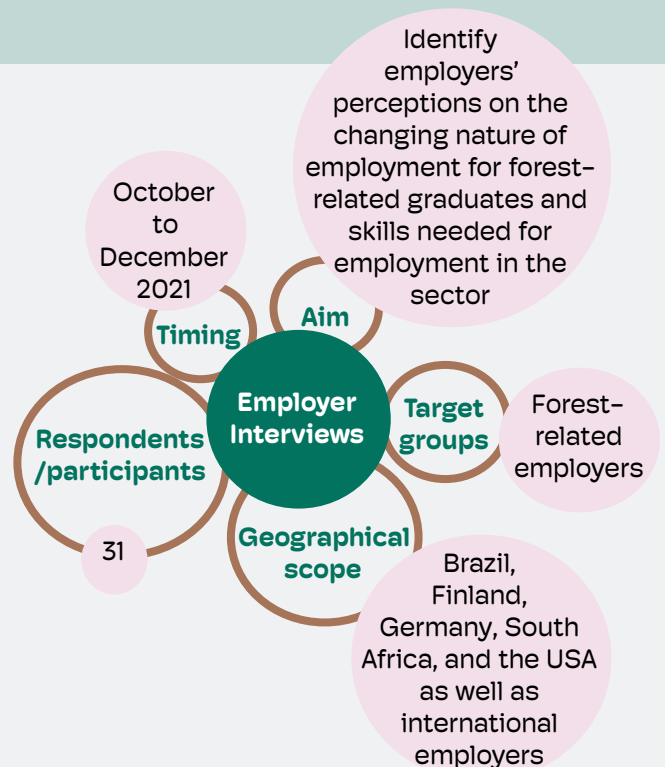 Identify
employers'
perceptions on the
changing nature of
employment for forest-
related graduates and
skills needed for
employment in the
sector
October
to
December
2021
Timing
Aim
Employer
Interviews
Target
groups
Forest-
related
employers
Respondents
/participants
31
Geographical
scope
Brazil,
Finland,
Germany, South
Africa, and the USA
as well as
international
employers